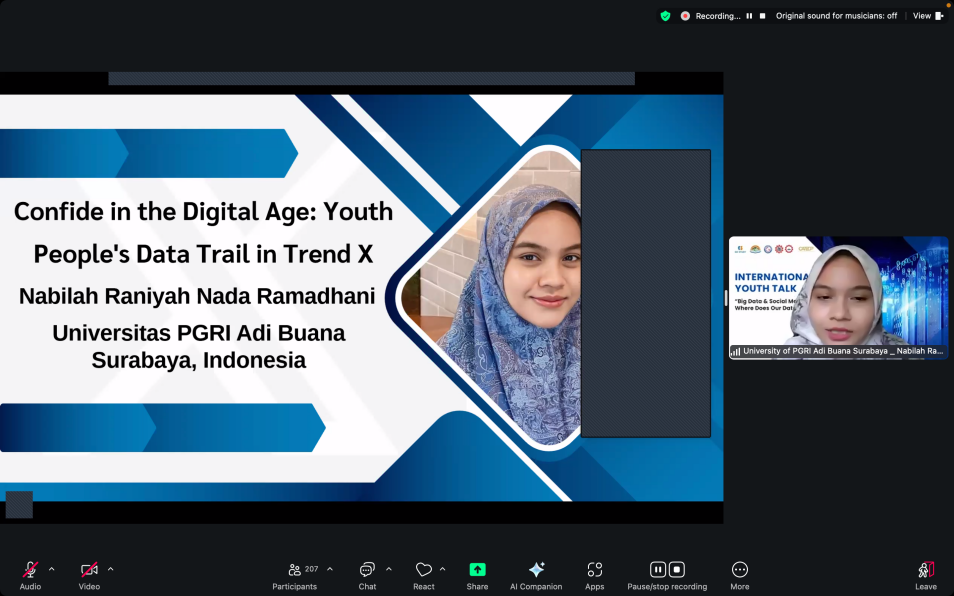 Recording...
Original sound for musicians: off
View
Confide in the Digital Age: Youth
People's Data Trail in Trend X
Nabilah Raniyah Nada Ramadhani
Universitas PGRI Adi Buana
Surabaya, Indonesia
INTERNATIONA
YOUTH TALK
"Big Data & Social Me
Where Does Our Dat
University of PGRI Adi Buana Surabaya _ Nabilah Ra...
Audio
Video
207
Participants
Chat
React
Share
AI Companion
Apps
Pause/stop recording
More
Leave